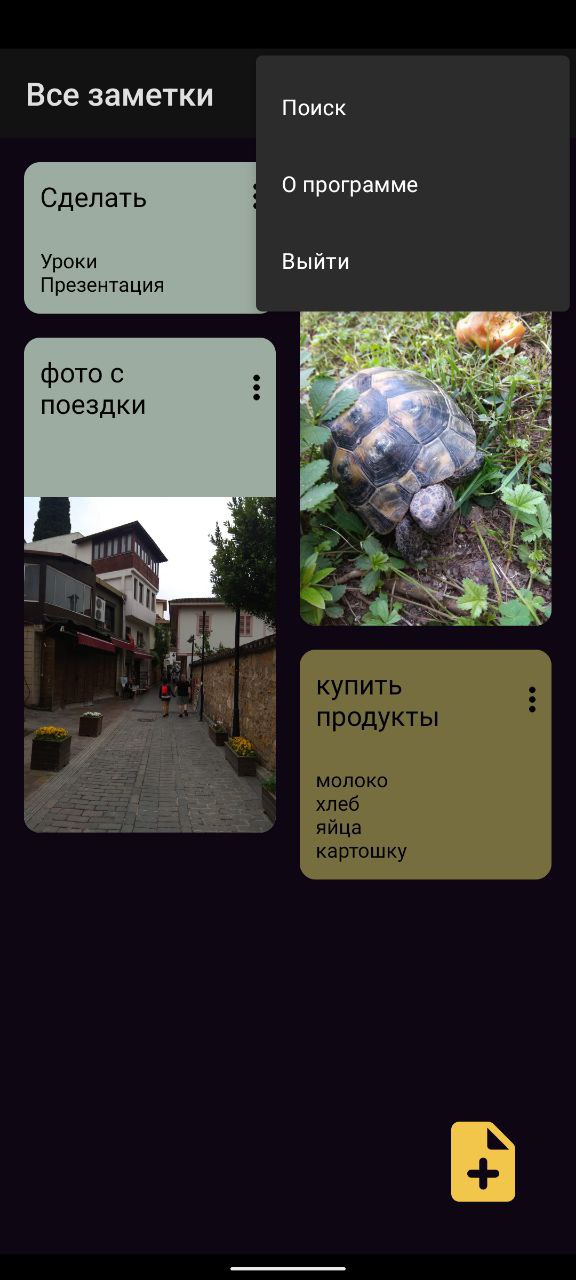 Все заметки
Поиск
О программе
Выйти
Сделать
Уроки
Презентация
фото с
поездки
купить
продукты
молоко
хлеб
яйца
картошку